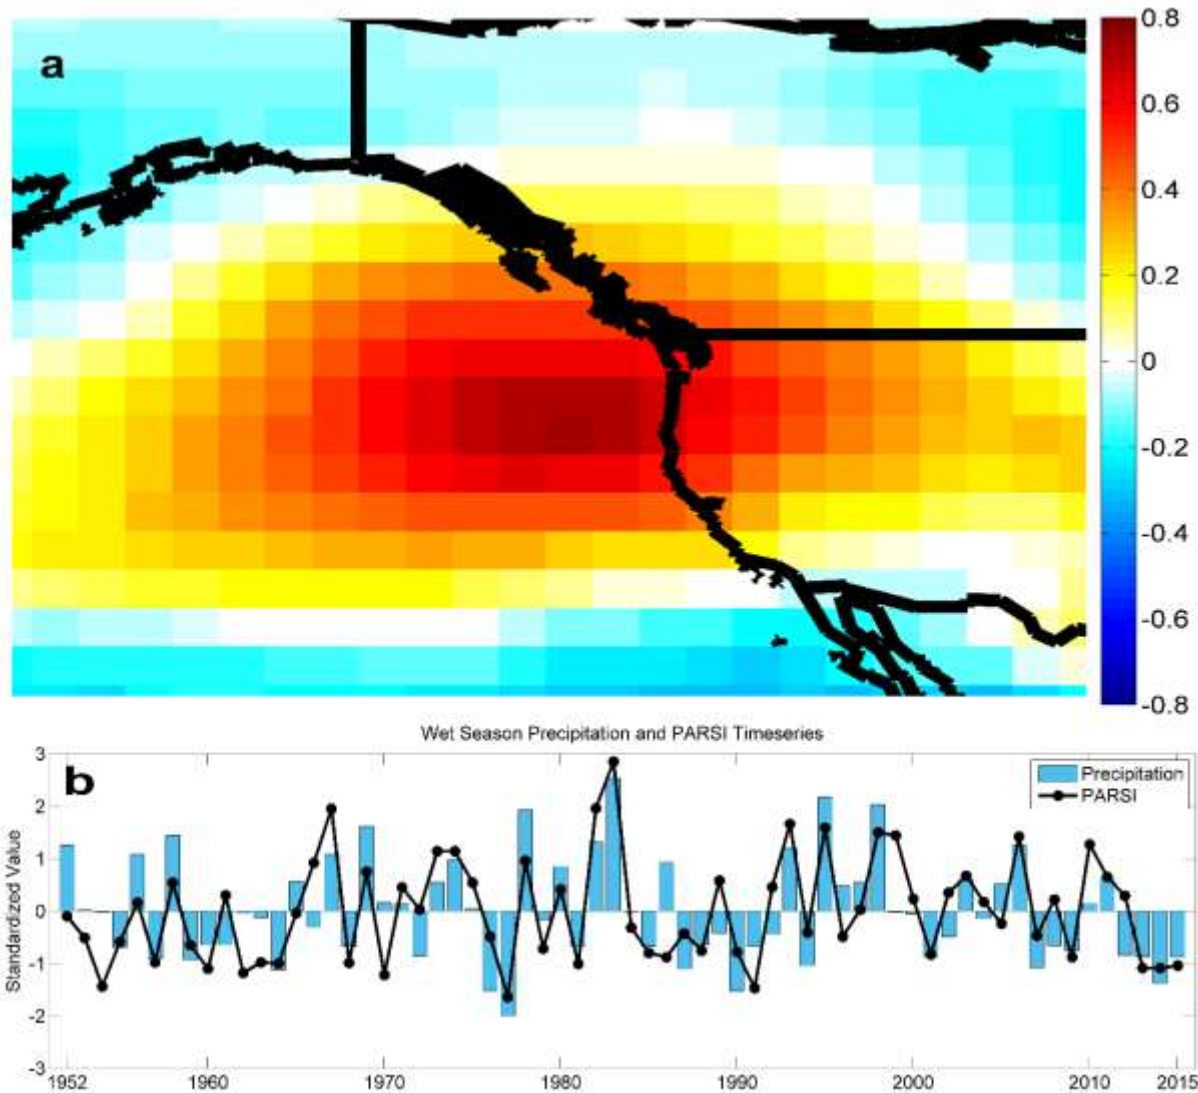 a
0.8
0.6
0.4
0.2
0
-0.2
-0.4
-0.6
-0.8
Wet Season Precipitation and PARSI Timeseries
b
Precipitation
PARSI
Standardized Value
3
2
1
0
-1
-2
-3
1952 1960 1970 1980 1990 2000 2010 2015